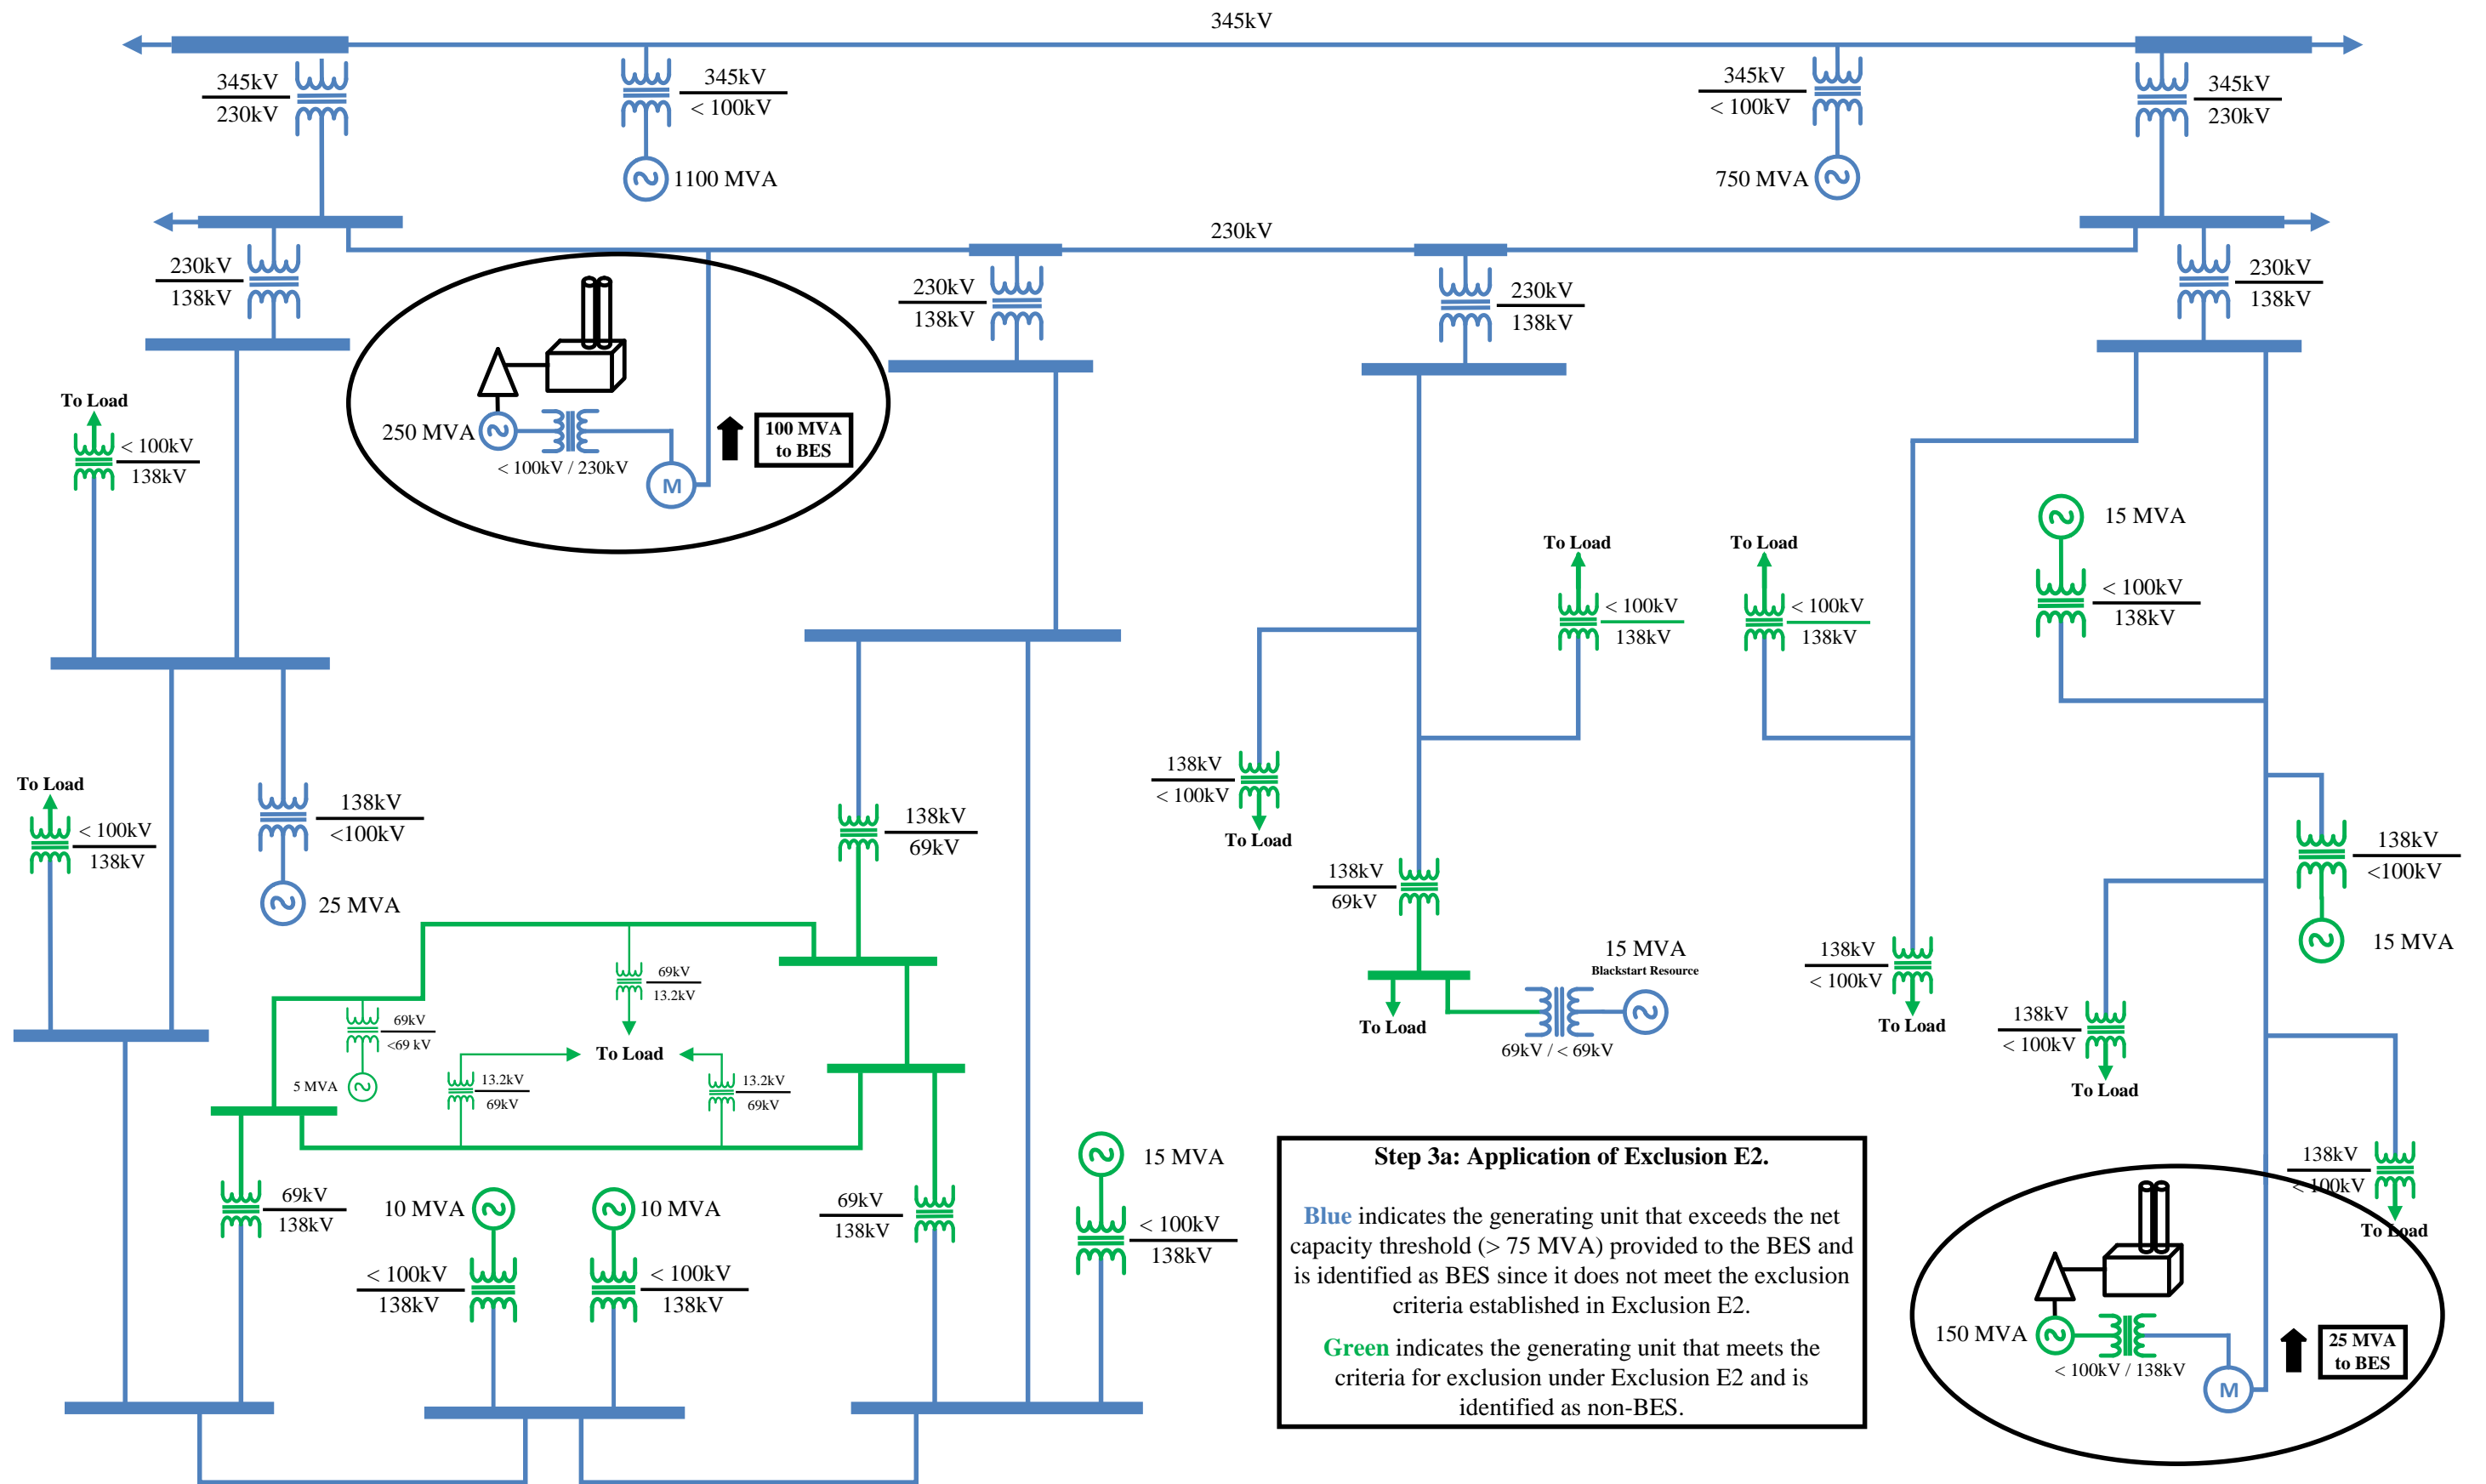 345kV
345kV
230kV
345kV
< 100kV
1100 MVA
345kV
< 100kV
750 MVA
345kV
230kV
230kV
230kV
138kV
250 MVA
< 100kV / 230kV
M
100 MVA
to BES
230kV
138kV
230kV
138kV
230kV
138kV
To Load
< 100kV
138kV
To Load
< 100kV
138kV
138kV
<100kV
25 MVA
138kV
69kV
69kV
13.2kV
69kV
<69 kV
5 MVA
To Load
13.2kV
69kV
13.2kV
69kV
69kV
138kV
10 MVA
< 100kV
138kV
10 MVA
< 100kV
138kV
69kV
138kV
15 MVA
< 100kV
138kV
To Load
< 100kV
138kV
138kV
< 100kV
To Load
138kV
69kV
To Load
15 MVA
Blackstart Resource
69kV / < 69kV
To Load
< 100kV
138kV
138kV
< 100kV
To Load
15 MVA
< 100kV
138kV
138kV
<100kV
15 MVA
138kV
< 100kV
To Load
138kV
< 100kV
To Load
150 MVA
< 100kV / 138kV
M
25 MVA
to BES
Step 3a: Application of Exclusion E2.
Blue indicates the generating unit that exceeds the net
capacity threshold (> 75 MVA) provided to the BES and
is identified as BES since it does not meet the exclusion
criteria established in Exclusion E2.
Green indicates the generating unit that meets the
criteria for exclusion under Exclusion E2 and is
identified as non-BES.